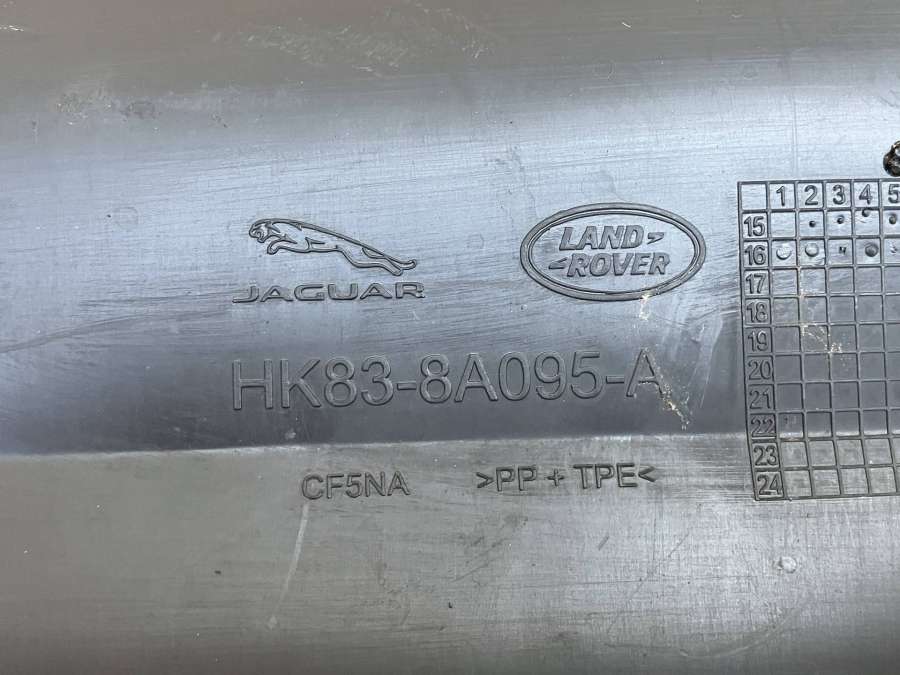 JAGUAR
LAND
ROVER
HK83-8A095-A
CF5NA
>PP + TPE<
1 2 3 4 5
15
16
17
18
19
20
21
22
23
24